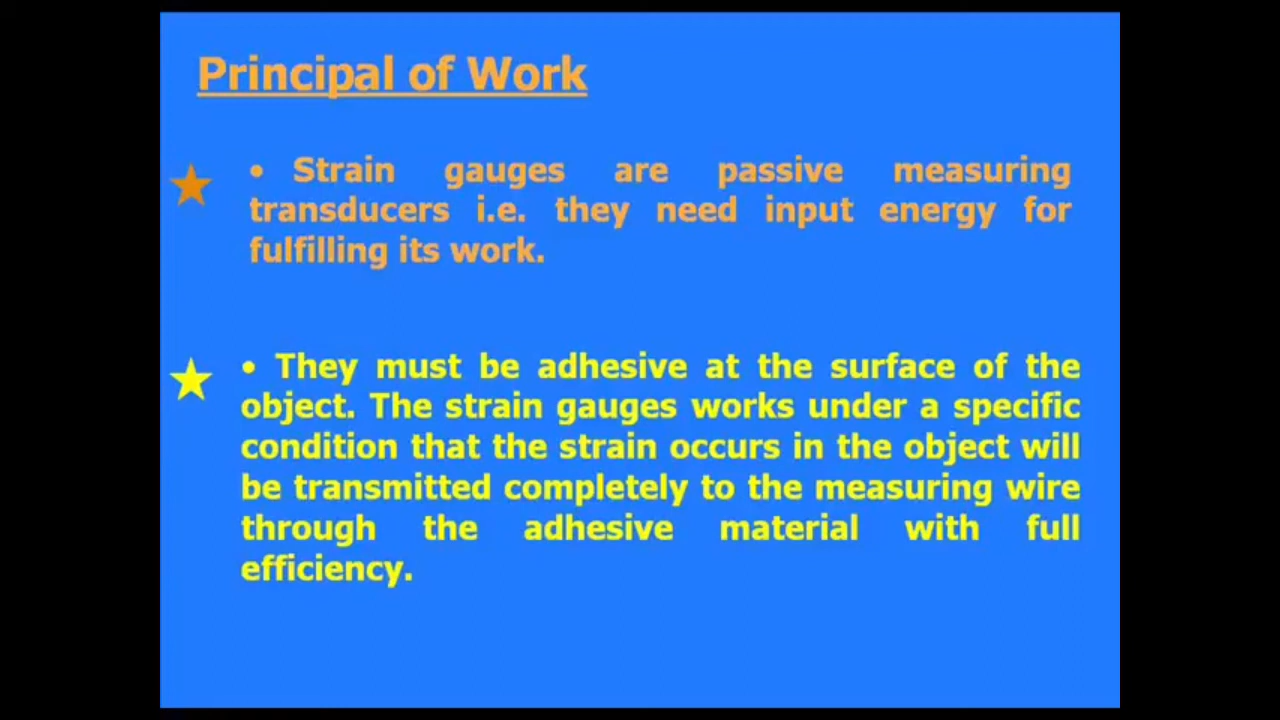 Principal of Work
• Strain gauges are passive measuring
transducers i.e. they need input energy for
fulfilling its work.
• They must be adhesive at the surface of the
object. The strain gauges works under a specific
condition that the strain occurs in the object will
be transmitted completely to the measuring wire
through the adhesive material with full
efficiency.